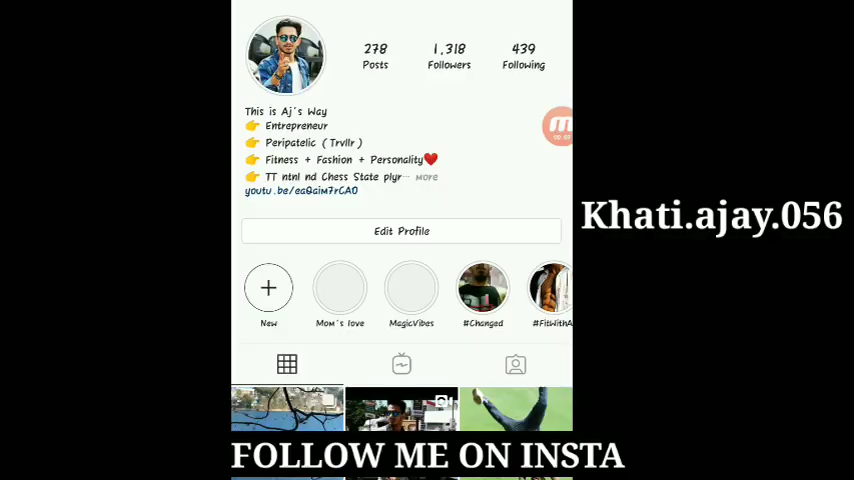 278 1,318 439
Posts Followers Following
This is Aj's Way
👉 Entrepreneur
👉 Peripatelic (Trvllr)
👉 Fitness + Fashion + Personality❤️
👉 TT ntnl nd Chess State plyr... more
youtu.be/eaQaim7rCA0
Edit Profile
Khati.ajay.056
New Mom's love MagicVibes #Changed #FitWithA
FOLLOW ME ON INSTA